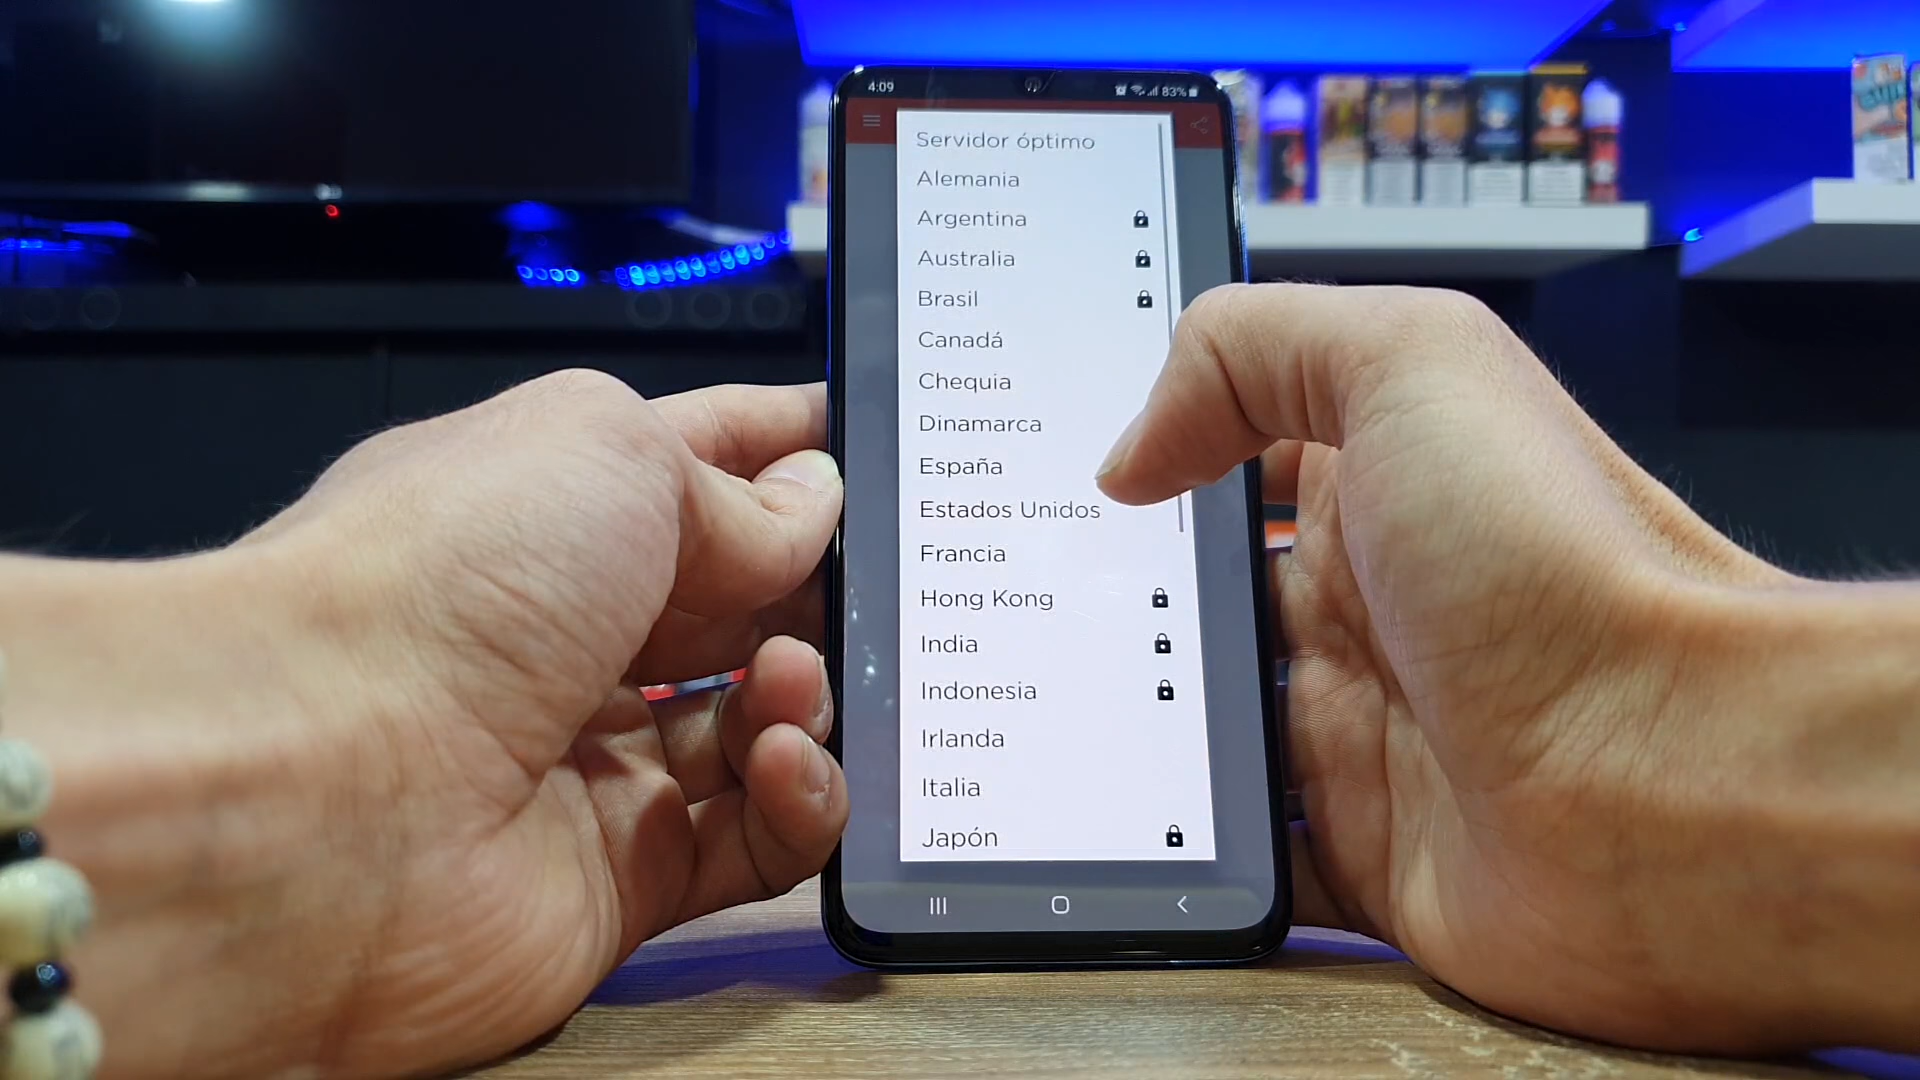 4:09
83%
Servidor óptimo
Alemania
Argentina
Australia
Brasil
Canadá
Chequia
Dinamarca
España
Estados Unidos
Francia
Hong Kong
India
Indonesia
Irlanda
Italia
Japón